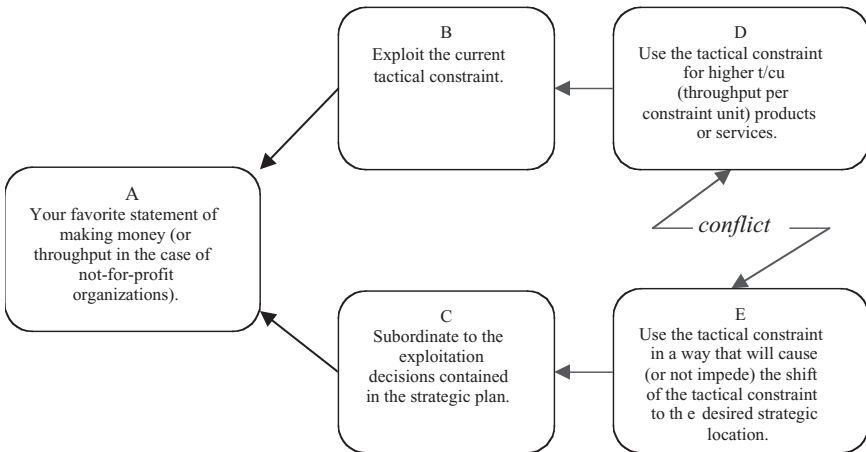 B
Exploit the current
tactical constraint.
D
Use the tactical constraint
for higher t/cu
(throughput per
constraint unit) products
or services.
A
Your favorite statement of
making money (or
throughput in the case of
not-for-profit
organizations).
conflict
C
Subordinate to the
exploitation
decisions contained
in the strategic plan.
E
Use the tactical constraint
in a way that will cause
(or not impede) the shift
of the tactical constraint
to th e desired strategic
location.